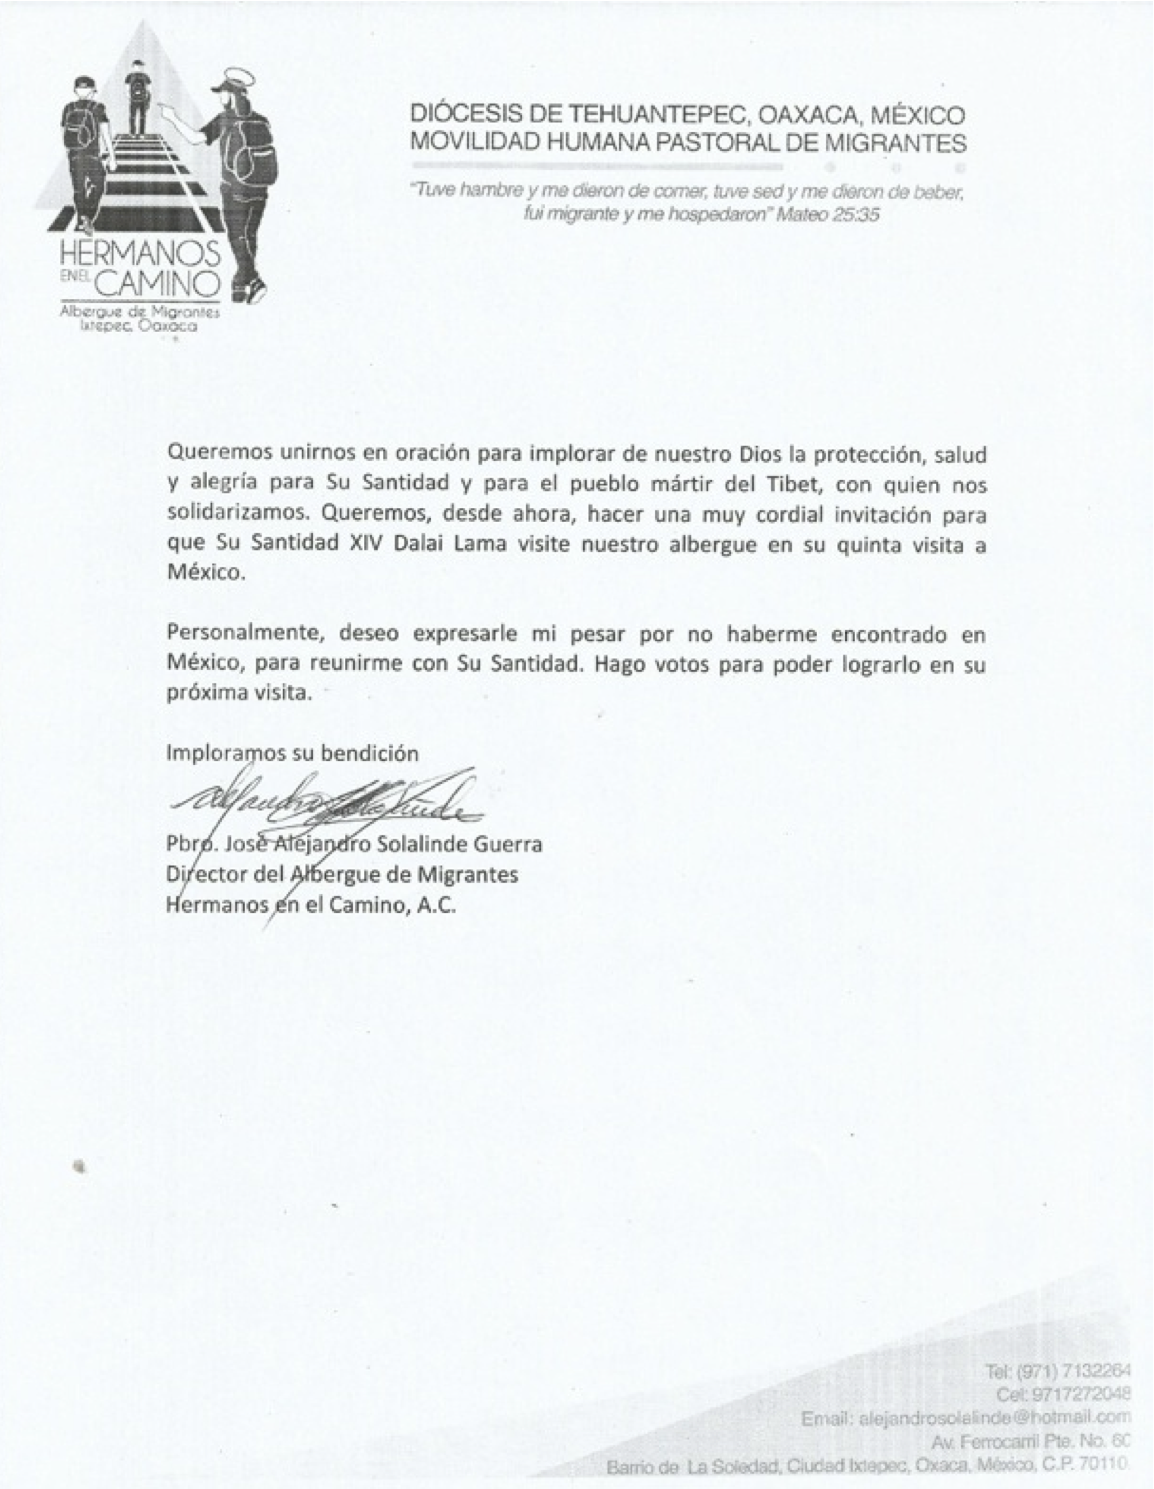 DIÓCESIS DE TEHUANTEPEC, OAXACA, MÉXICO
MOVILIDAD HUMANA PASTORAL DE MIGRANTES
"Tuve hambre y me dieron de comer, tuve sed y me dieron de beber,
fui migrante y me hospedaron" Mateo 25:35
HERMANOS
EN EL CAMINO
Albergue de Migrantes
Ixtepec, Oaxaca
Queremos unirnos en oración para implorar de nuestro Dios la protección, salud
y alegría para Su Santidad y para el pueblo mártir del Tibet, con quien nos
solidarizamos. Queremos, desde ahora, hacer una muy cordial invitación para
que Su Santidad XIV Dalai Lama visite nuestro albergue en su quinta visita a
México.
Personalmente, deseo expresarle mi pesar por no haberme encontrado en
México, para reunirme con Su Santidad. Hago votos para poder lograrlo en su
próxima visita.
Imploramos su bendición
Pbro. José Alejandro Solalinde Guerra
Director del Albergue de Migrantes
Hermanos en el Camino, A.C.
Tel: (971) 7132264
Cel: 9717272048
Email: alejandrosolalinde@hotmail.com
Av. Ferrocarril Pte. No. 60
Barrio de La Soledad, Ciudad Ixtepec, Oxaca, México, C.P. 70110.